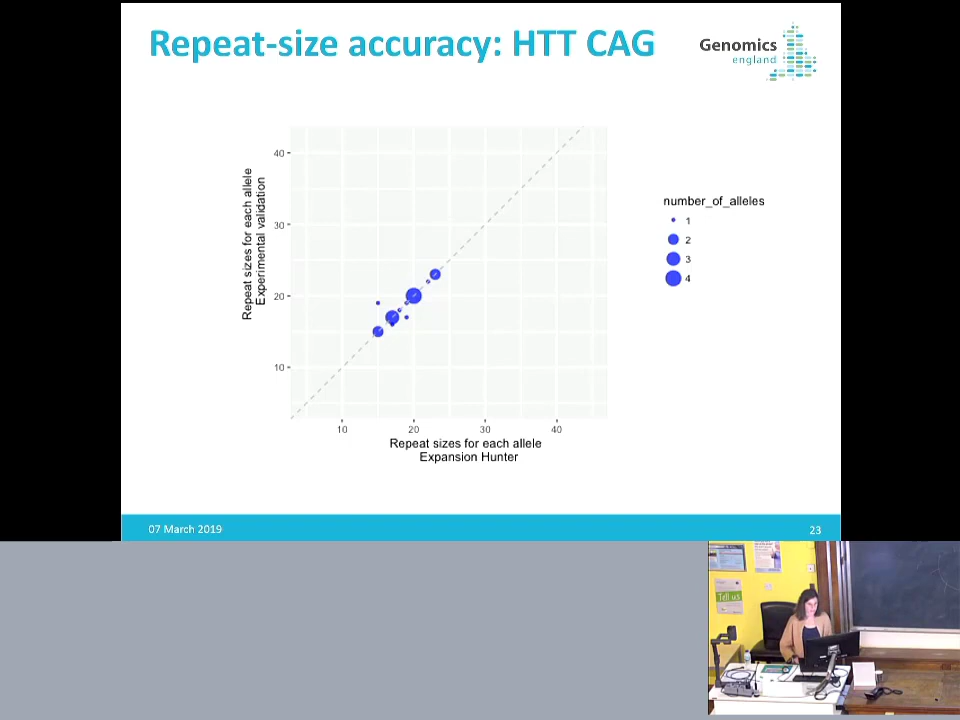 Repeat-size accuracy: HTT CAG
Genomics
england
Repeat sizes for each allele
Experimental validation
40
30
20
10
10
20
30
40
Repeat sizes for each allele
Expansion Hunter
number_of_alleles
1
2
3
4
07 March 2019
23
Tell us